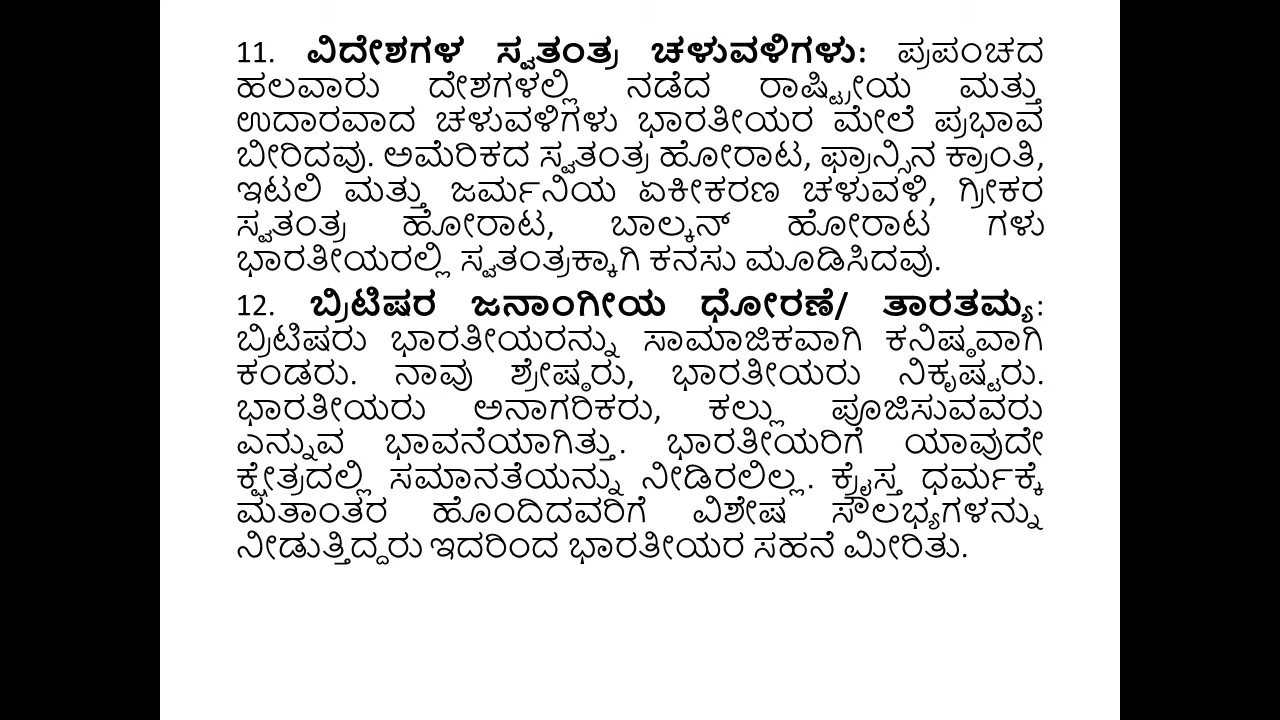 11. ವಿದೇಶಗಳ ಸ್ವತಂತ್ರ ಚಳುವಳಿಗಳು: ಪ್ರಪಂಚದ
ಹಲವಾರು ದೇಶಗಳಲ್ಲಿ ನಡೆದ ರಾಷ್ಟ್ರೀಯ ಮತ್ತು
ಉದಾರವಾದ ಚಳುವಳಿಗಳು ಭಾರತೀಯರ ಮೇಲೆ ಪ್ರಭಾವ
ಬೀರಿದವು. ಅಮೆರಿಕದ ಸ್ವತಂತ್ರ ಹೋರಾಟ, ಫ್ರಾನ್ಸಿನ ಕ್ರಾಂತಿ,
ಇಟಲಿ ಮತ್ತು ಜರ್ಮನಿಯ ಏಕೀಕರಣ ಚಳುವಳಿ, ಗ್ರೀಕರ
ಸ್ವತಂತ್ರ ಹೋರಾಟ, ಬಾಲ್ಕನ್ ಹೋರಾಟ ಗಳು
ಭಾರತೀಯರಲ್ಲಿ ಸ್ವತಂತ್ರಕ್ಕಾಗಿ ಕನಸು ಮೂಡಿಸಿದವು.
12. ಬ್ರಿಟಿಷರ ಜನಾಂಗೀಯ ಧೋರಣೆ/ ತಾರತಮ್ಯ:
ಬ್ರಿಟಿಷರು ಭಾರತೀಯರನ್ನು ಸಾಮಾಜಿಕವಾಗಿ ಕನಿಷ್ಠವಾಗಿ
ಕಂಡರು. ನಾವು ಶ್ರೇಷ್ಠರು, ಭಾರತೀಯರು ನಿಕೃಷ್ಟರು.
ಭಾರತೀಯರು ಅನಾಗರಿಕರು, ಕಲ್ಲು ಪೂಜಿಸುವವರು
ಎನ್ನುವ ಭಾವನೆಯಾಗಿತ್ತು. ಭಾರತೀಯರಿಗೆ ಯಾವುದೇ
ಕ್ಷೇತ್ರದಲ್ಲಿ ಸಮಾನತೆಯನ್ನು ನೀಡಿರಲಿಲ್ಲ. ಕ್ರೈಸ್ತ ಧರ್ಮಕ್ಕೆ
ಮತಾಂತರ ಹೊಂದಿದವರಿಗೆ ವಿಶೇಷ ಸೌಲಭ್ಯಗಳನ್ನು
ನೀಡುತ್ತಿದ್ದರು ಇದರಿಂದ ಭಾರತೀಯರ ಸಹನೆ ಮೀರಿತು.